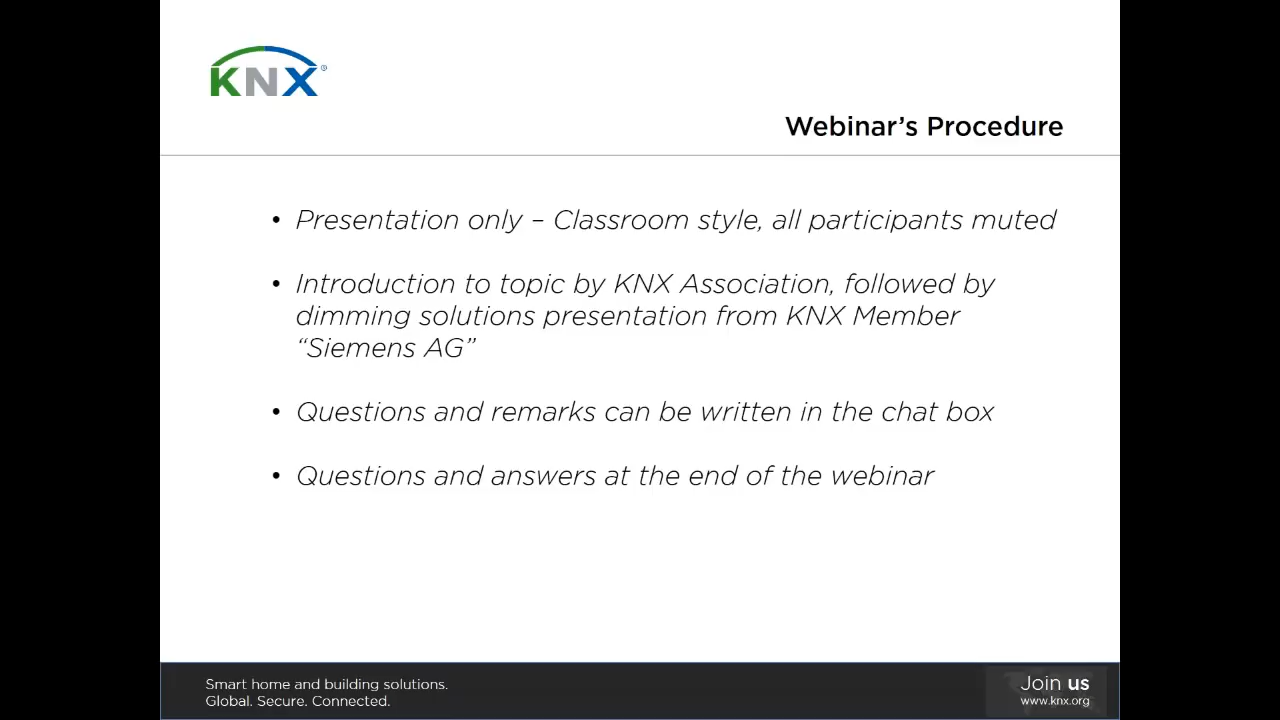 KNX®
Webinar’s Procedure
• Presentation only – Classroom style, all participants muted
• Introduction to topic by KNX Association, followed by
dimming solutions presentation from KNX Member
“Siemens AG”
• Questions and remarks can be written in the chat box
• Questions and answers at the end of the webinar
Smart home and building solutions.
Global. Secure. Connected.
Join us
www.knx.org